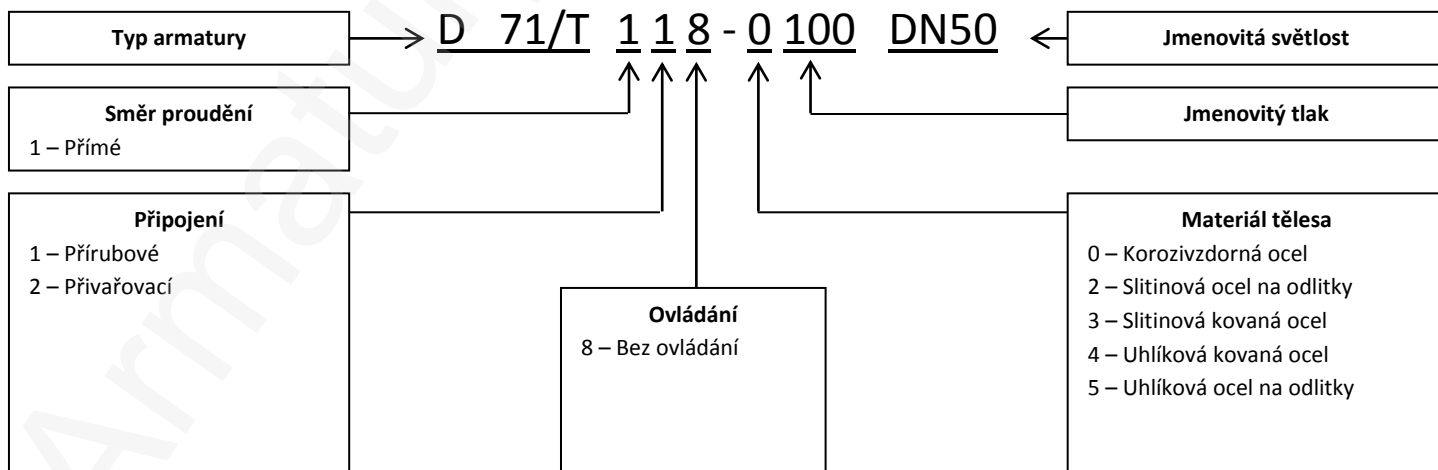 Typ armatury
D 71/T 1 1 8 - 0 100 DN50
Jmenovitá světlost
Směr proudění
1 – Přímé
Jmenovitý tlak
Připojení
1 – Přírubové
2 – Přivařovací
Ovládání
8 – Bez ovládání
Materiál tělesa
0 – Korozivzdorná ocel
2 – Slitinová ocel na odlitky
3 – Slitinová kovaná ocel
4 – Uhlíková kovaná ocel
5 – Uhlíková ocel na odlitky